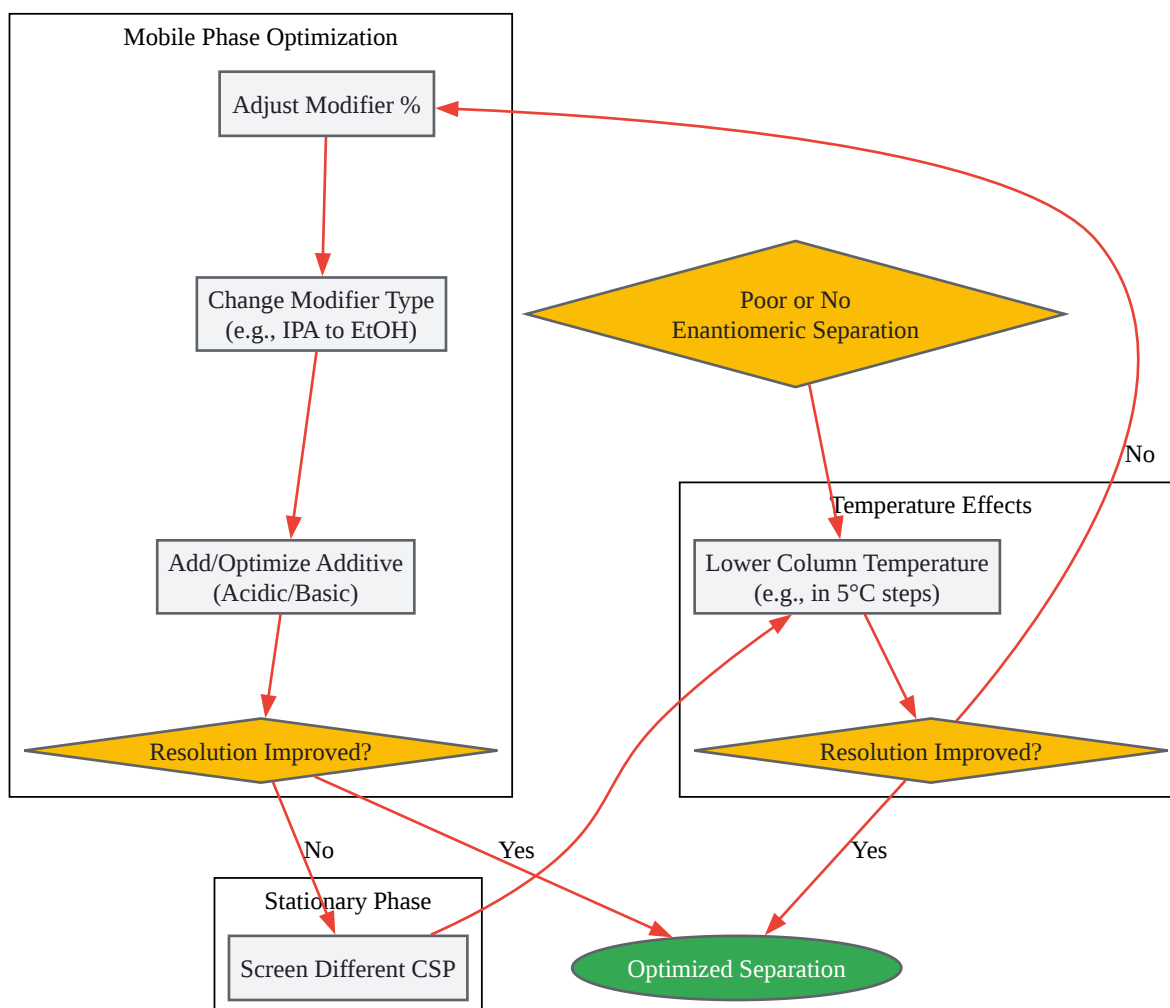 Mobile Phase Optimization
Adjust Modifier %
Change Modifier Type
(e.g., IPA to EtOH)
Poor or No
Enantiomeric Separation
No
Temperature Effects
Add/Optimize Additive
(Acidic/Basic)
Lower Column Temperature
(e.g., in 5°C steps)
Resolution Improved?
Resolution Improved?
No
Yes
Yes
Stationary Phase
Screen Different CSP
Optimized Separation